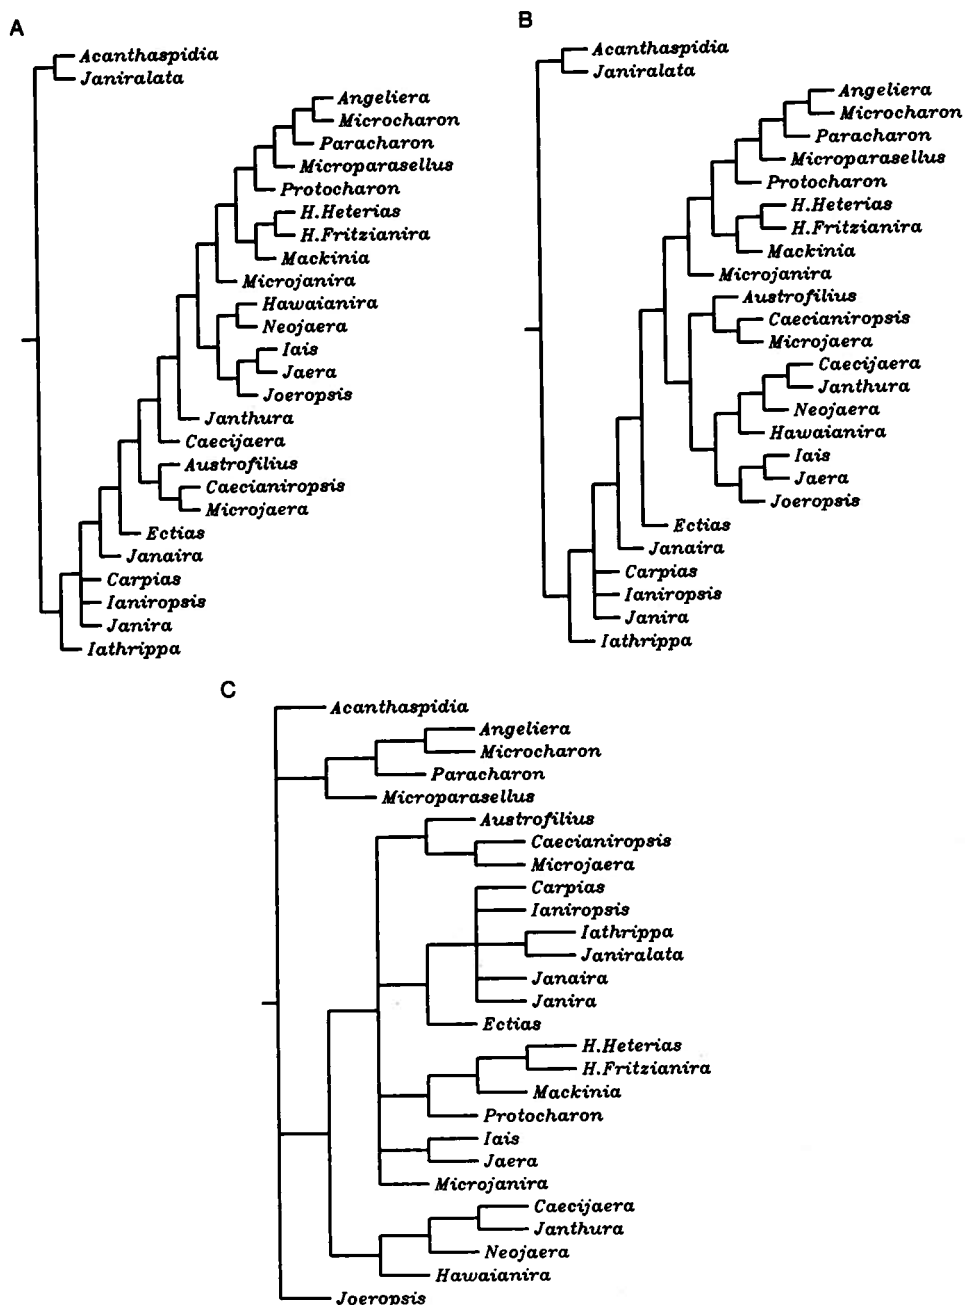 A
Acanthaspidia
Janiralata
Angeliera
Microcharon
Paracharon
Microparasellus
Protocharon
H.Heterias
H.Fritzianira
Mackinia
Microjanira
Hawaianira
Neojaera
Iais
Jaera
Joeropsis
Janthura
Caecijaera
Austrofilius
Caecianiropsis
Microjaera
Ectias
Janaira
Carpias
Ianiropsis
Janira
Iathrippa
B
Acanthaspidia
Janiralata
Angeliera
Microcharon
Paracharon
Microparasellus
Protocharon
H.Heterias
H.Fritzianira
Mackinia
Microjanira
Austrofilius
Caecianiropsis
Microjaera
Caecijaera
Janthura
Neojaera
Hawaianira
Iais
Jaera
Joeropsis
Ectias
Janaira
Carpias
Ianiropsis
Janira
Iathrippa
C
Acanthaspidia
Angeliera
Microcharon
Paracharon
Microparasellus
Austrofilius
Caecianiropsis
Microjaera
Carpias
Ianiropsis
Iathrippa
Janiralata
Janaira
Janira
Ectias
H.Heterias
H.Fritzianira
Mackinia
Protocharon
Iais
Jaera
Microjanira
Caecijaera
Janthura
Neojaera
Hawaianira
Joeropsis